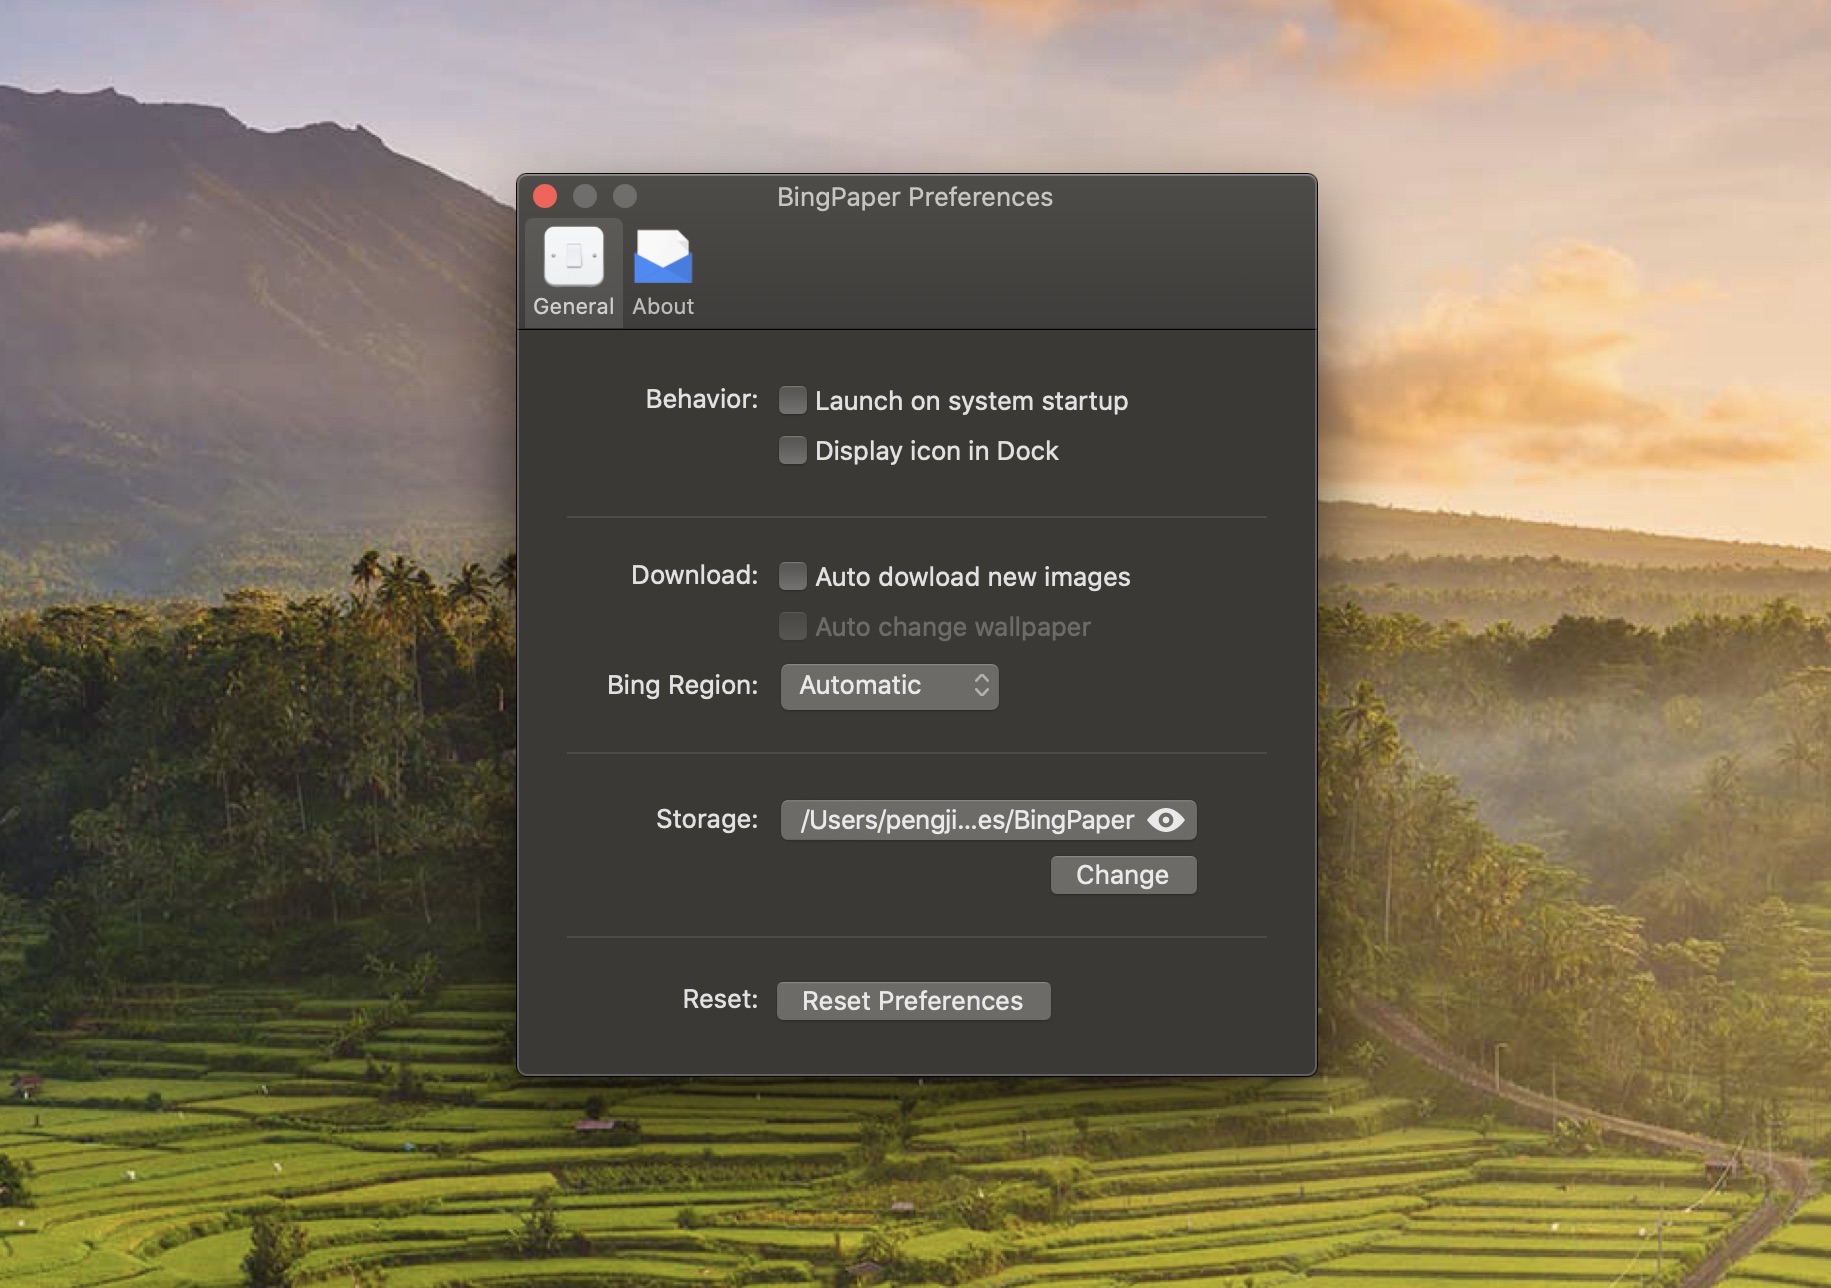 BingPaper Preferences
General About
Behavior: Launch on system startup
Display icon in Dock
Download: Auto dowload new images
Auto change wallpaper
Bing Region: Automatic
Storage: /Users/pengji...es/BingPaper
Change
Reset: Reset Preferences